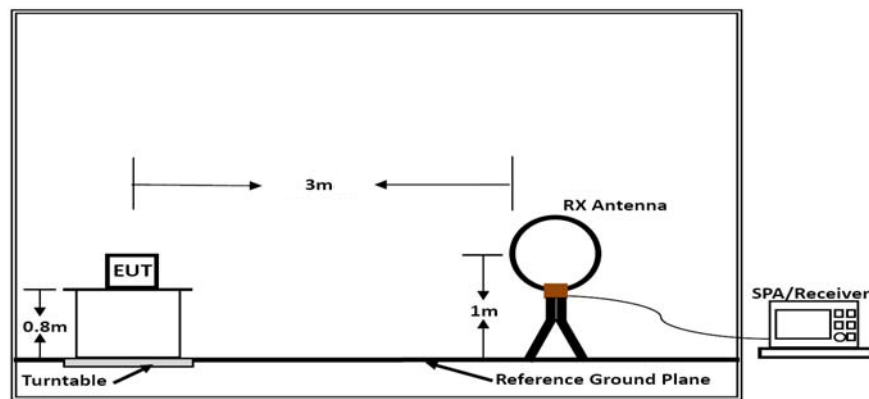 3m
RX Antenna
EUT
SPA/Receiver
0.8m
1m
Turntable
Reference Ground Plane